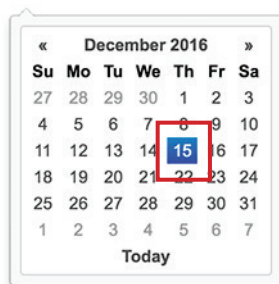 « December 2016 »
Su Mo Tu We Th Fr Sa
27 28 29 30 1 2 3
4 5 6 7 8 9 10
11 12 13 14 15 16 17
18 19 20 21 22 23 24
25 26 27 28 29 30 31
1 2 3 4 5 6 7
Today